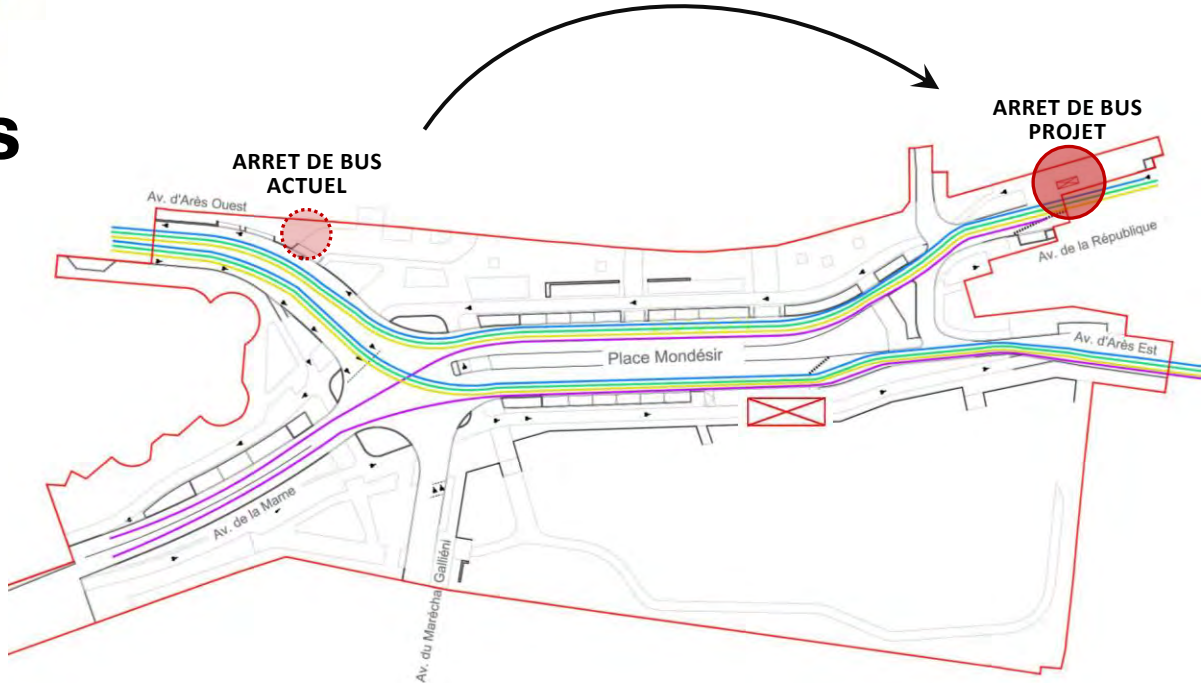 s
ARRET DE BUS
ACTUEL
ARRET DE BUS
PROJET
Av. d'Arès Ouest
Av. de la République
Place Mondésir
Av. d'Arès Est
Av. de la Marne
Av. du Maréchal Galliéni